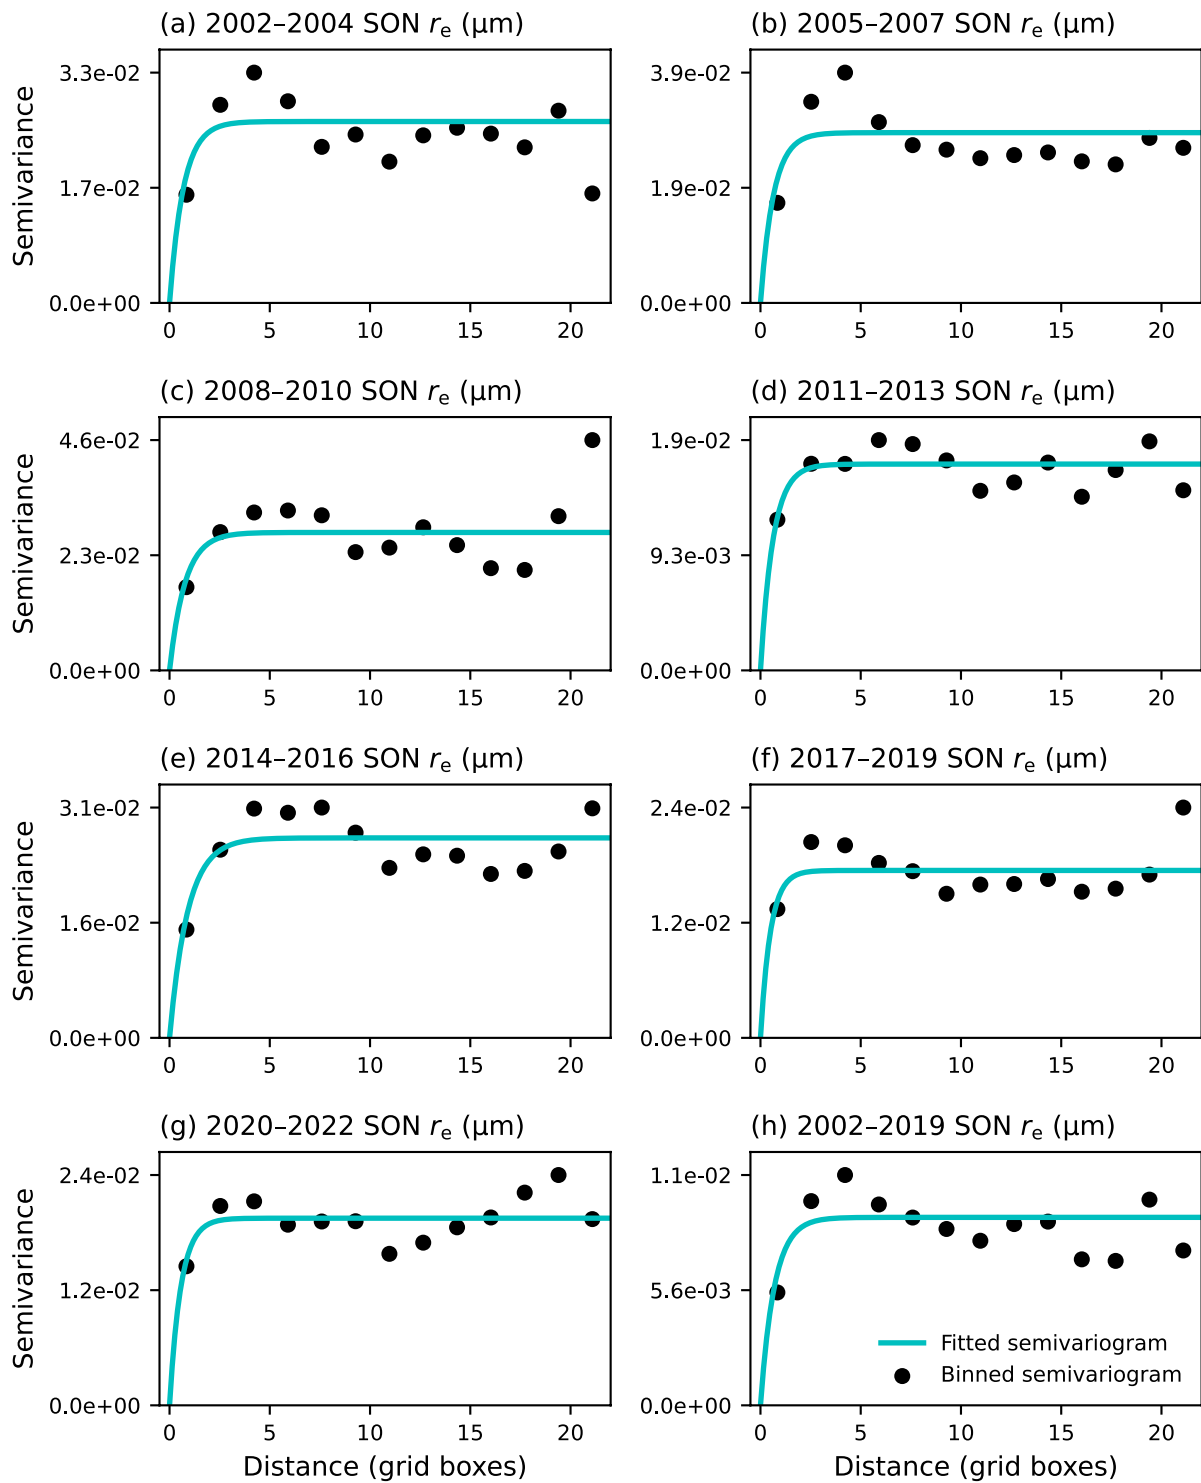 (a) 2002–2004 SON re (μm)
Semivariance
3.3e-02
1.7e-02
0.0e+00
0 5 10 15 20
(b) 2005–2007 SON re (μm)
3.9e-02
1.9e-02
0.0e+00
0 5 10 15 20
(c) 2008–2010 SON re (μm)
Semivariance
4.6e-02
2.3e-02
0.0e+00
0 5 10 15 20
(d) 2011–2013 SON re (μm)
1.9e-02
9.3e-03
0.0e+00
0 5 10 15 20
(e) 2014–2016 SON re (μm)
Semivariance
3.1e-02
1.6e-02
0.0e+00
0 5 10 15 20
(f) 2017–2019 SON re (μm)
2.4e-02
1.2e-02
0.0e+00
0 5 10 15 20
(g) 2020–2022 SON re (μm)
Semivariance
2.4e-02
1.2e-02
0.0e+00
0 5 10 15 20
Distance (grid boxes)
(h) 2002–2019 SON re (μm)
1.1e-02
5.6e-03
0.0e+00
Fitted semivariogram
Binned semivariogram
0 5 10 15 20
Distance (grid boxes)